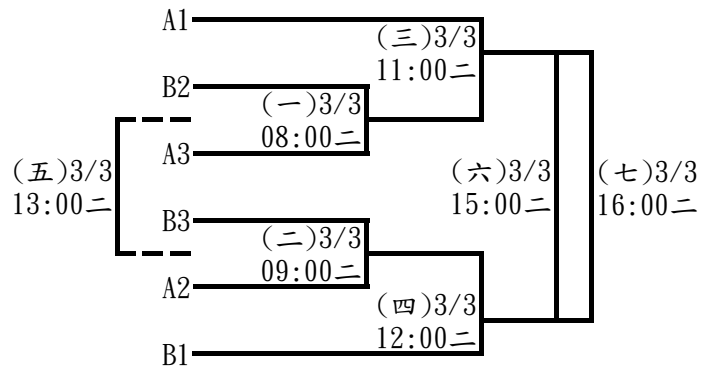 A1
(三)3/3
11:00二
B2
(一)3/3
08:00二
A3
(五)3/3
13:00二
(六)3/3
15:00二
(七)3/3
16:00二
B3
(二)3/3
09:00二
A2
(四)3/3
12:00二
B1